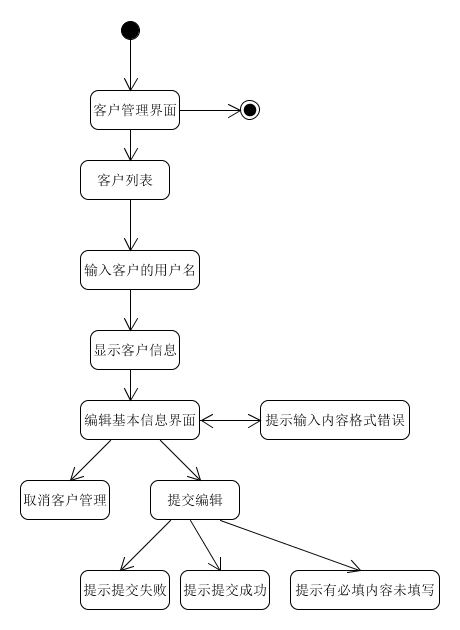 客户管理界面
客户列表
输入客户的用户名
显示客户信息
编辑基本信息界面
提示输入内容格式错误
取消客户管理
提交编辑
提示提交失败
提示提交成功
提示有必填内容未填写